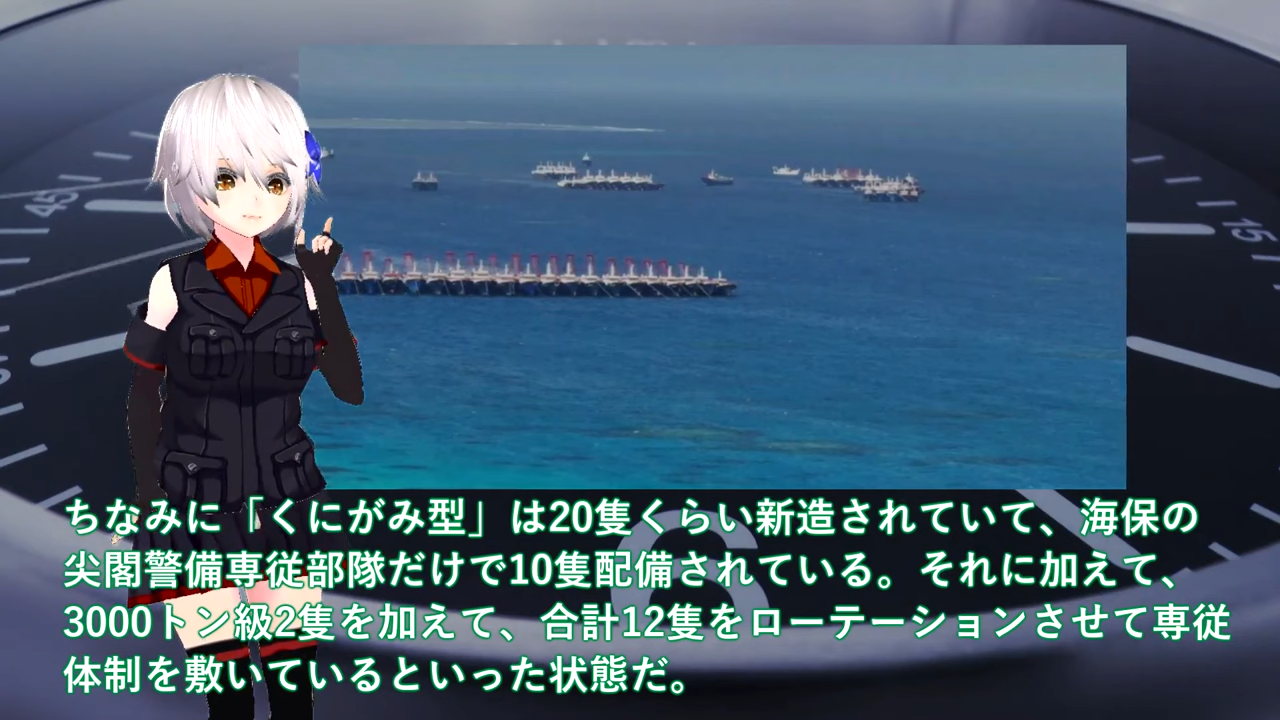 45
15
6
ちなみに「くにがみ型」は20隻くらい新造されていて、海保の
尖閣警備専従部隊だけで10隻配備されている。それに加えて、
3000トン級2隻を加えて、合計12隻をローテーションさせて専従
体制を敷いているといった状態だ。